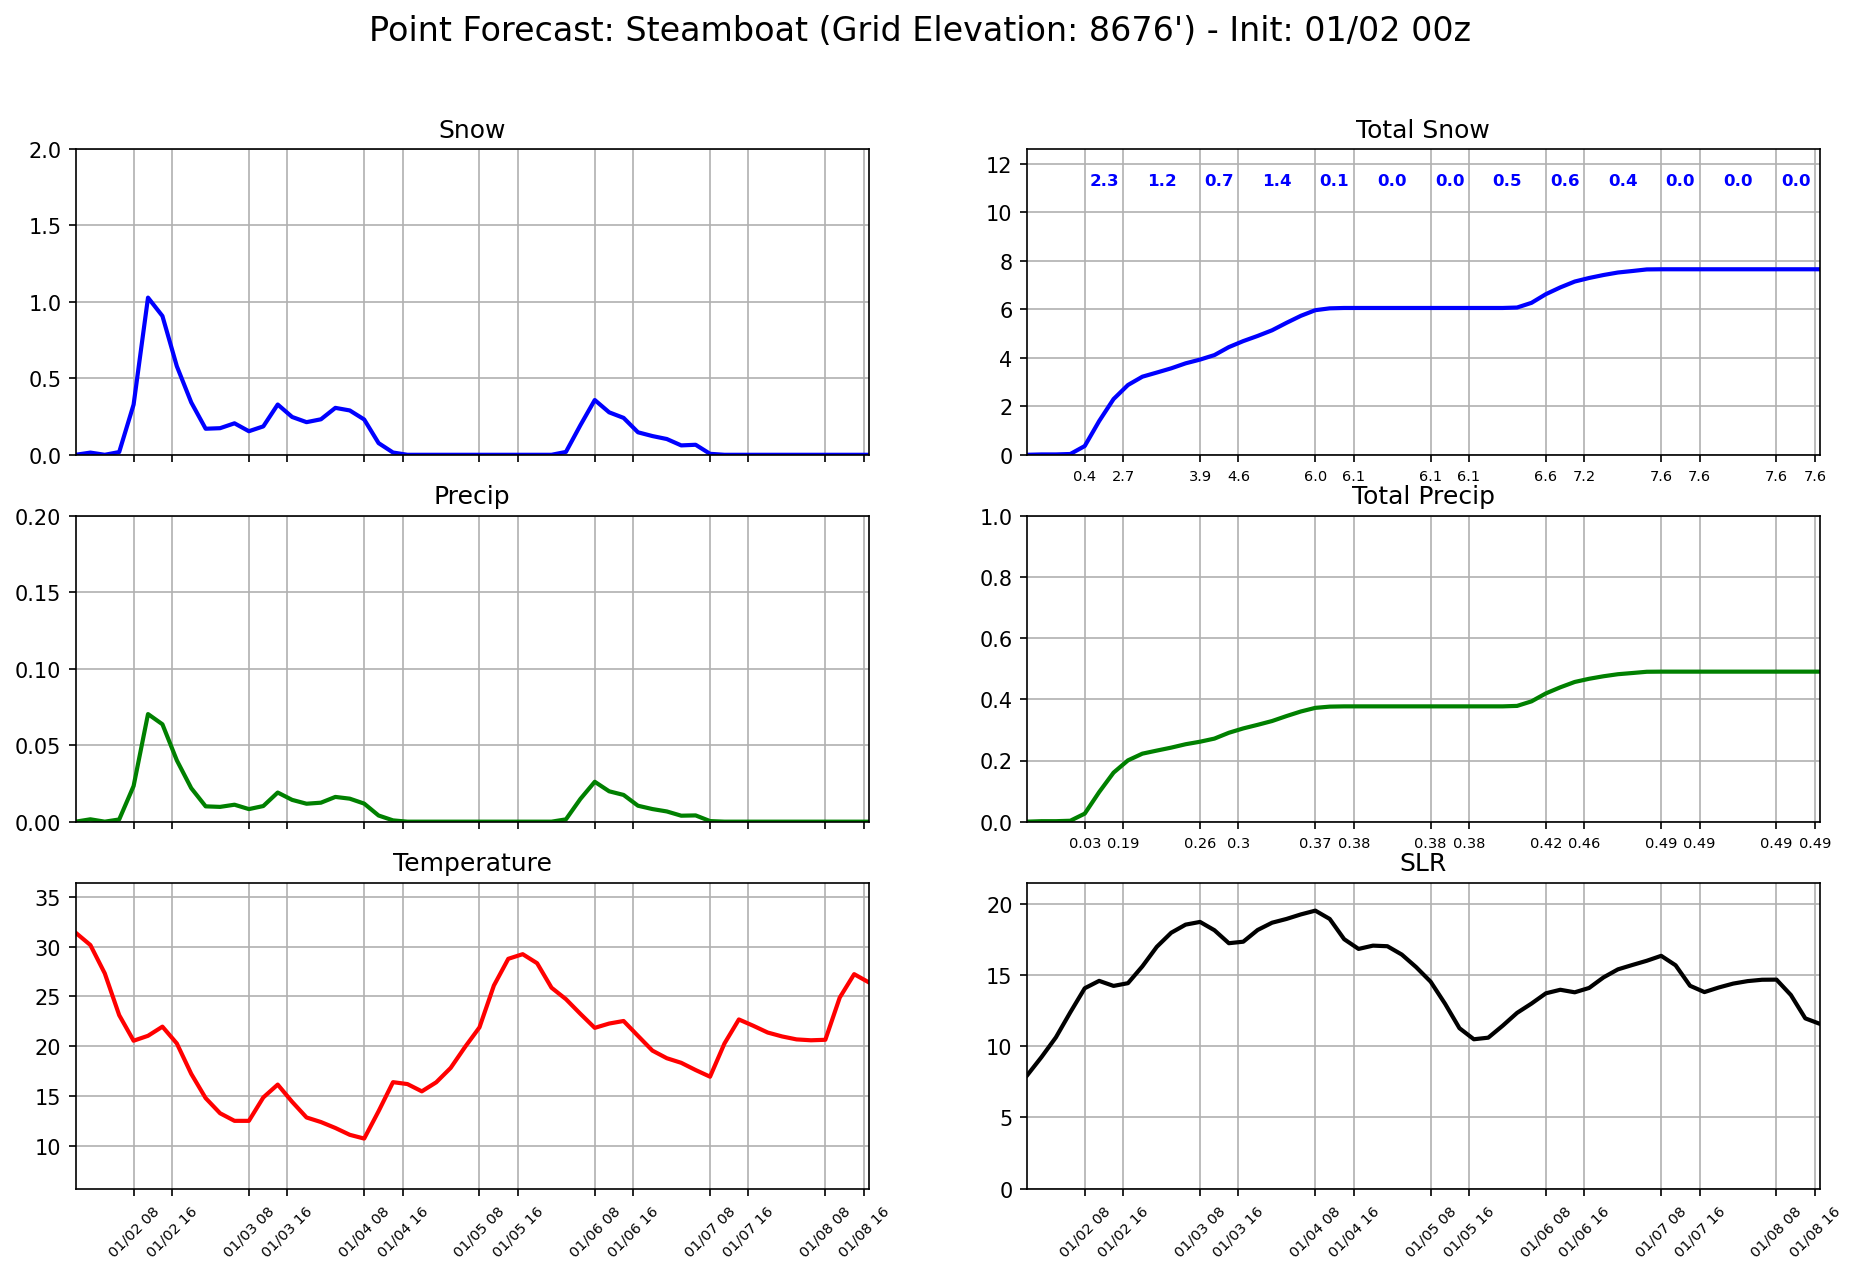 Point Forecast: Steamboat (Grid Elevation: 8676') - Init: 01/02 00z
Snow
2.0
1.5
1.0
0.5
0.0
Total Snow
12
10
8
6
4
2
0
2.3 1.2 0.7 1.4 0.1 0.0 0.0 0.5 0.6 0.4 0.0 0.0 0.0
0.4 2.7 3.9 4.6 6.0 6.1 6.1 6.1 6.6 7.2 7.6 7.6 7.6 7.6
Precip
0.20
0.15
0.10
0.05
0.00
Total Precip
1.0
0.8
0.6
0.4
0.2
0.0
0.03 0.19 0.26 0.3 0.37 0.38 0.38 0.38 0.42 0.46 0.49 0.49 0.49 0.49
Temperature
35
30
25
20
15
10
01/02 08 01/02 16 01/03 08 01/03 16 01/04 08 01/04 16 01/05 08 01/05 16 01/06 08 01/06 16 01/07 08 01/07 16 01/08 08 01/08 16
SLR
20
15
10
5
0
01/02 08 01/02 16 01/03 08 01/03 16 01/04 08 01/04 16 01/05 08 01/05 16 01/06 08 01/06 16 01/07 08 01/07 16 01/08 08 01/08 16